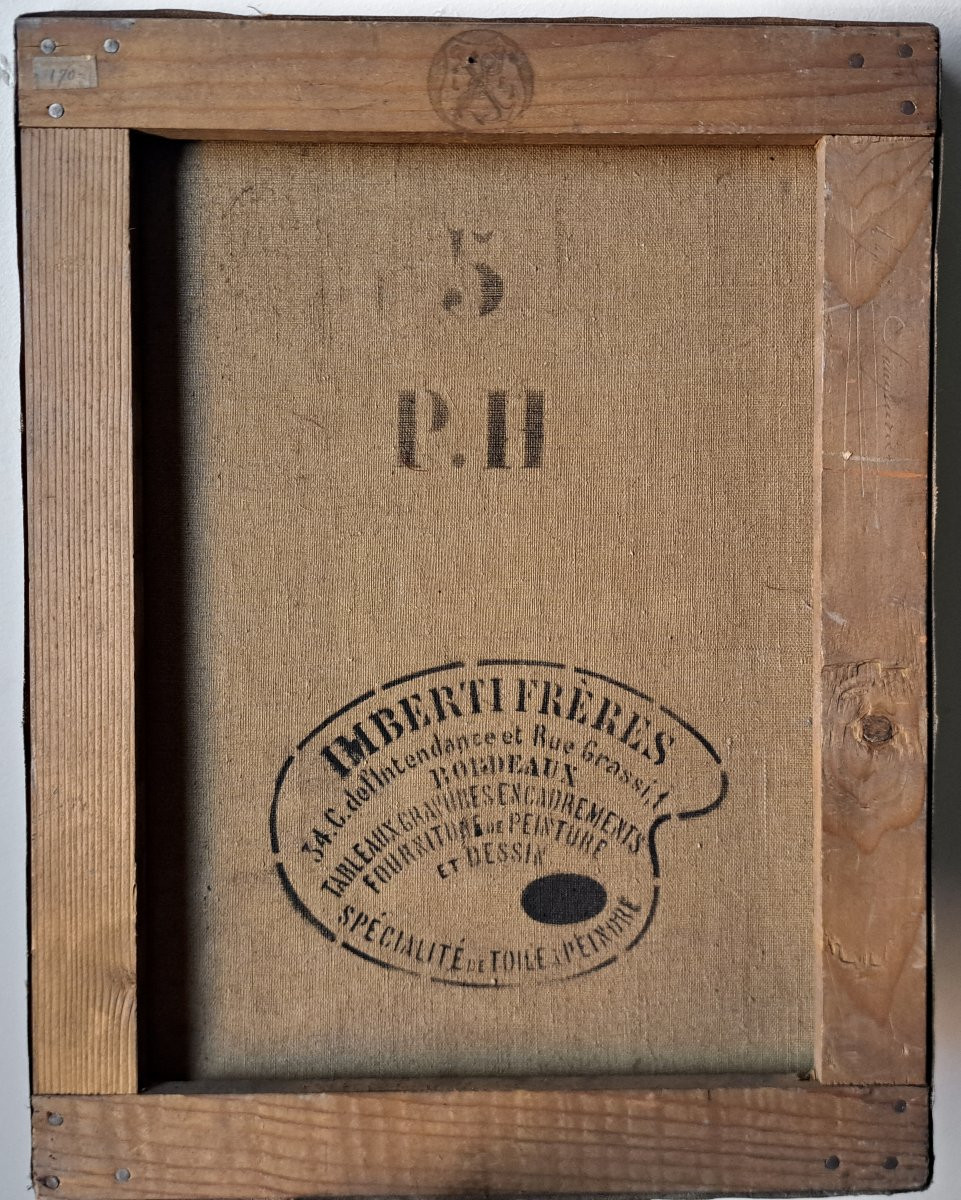 170
5
P.H
IMBERTI FRÈRES
34. C. de l'Intendance et Rue Grassi, 1
BORDEAUX
TABLEAUX GRAVURES ENCADREMENTS
FOURNITURE DE PEINTURE
ET DESSIN
SPÉCIALITÉ DE TOILE A PEINDRE